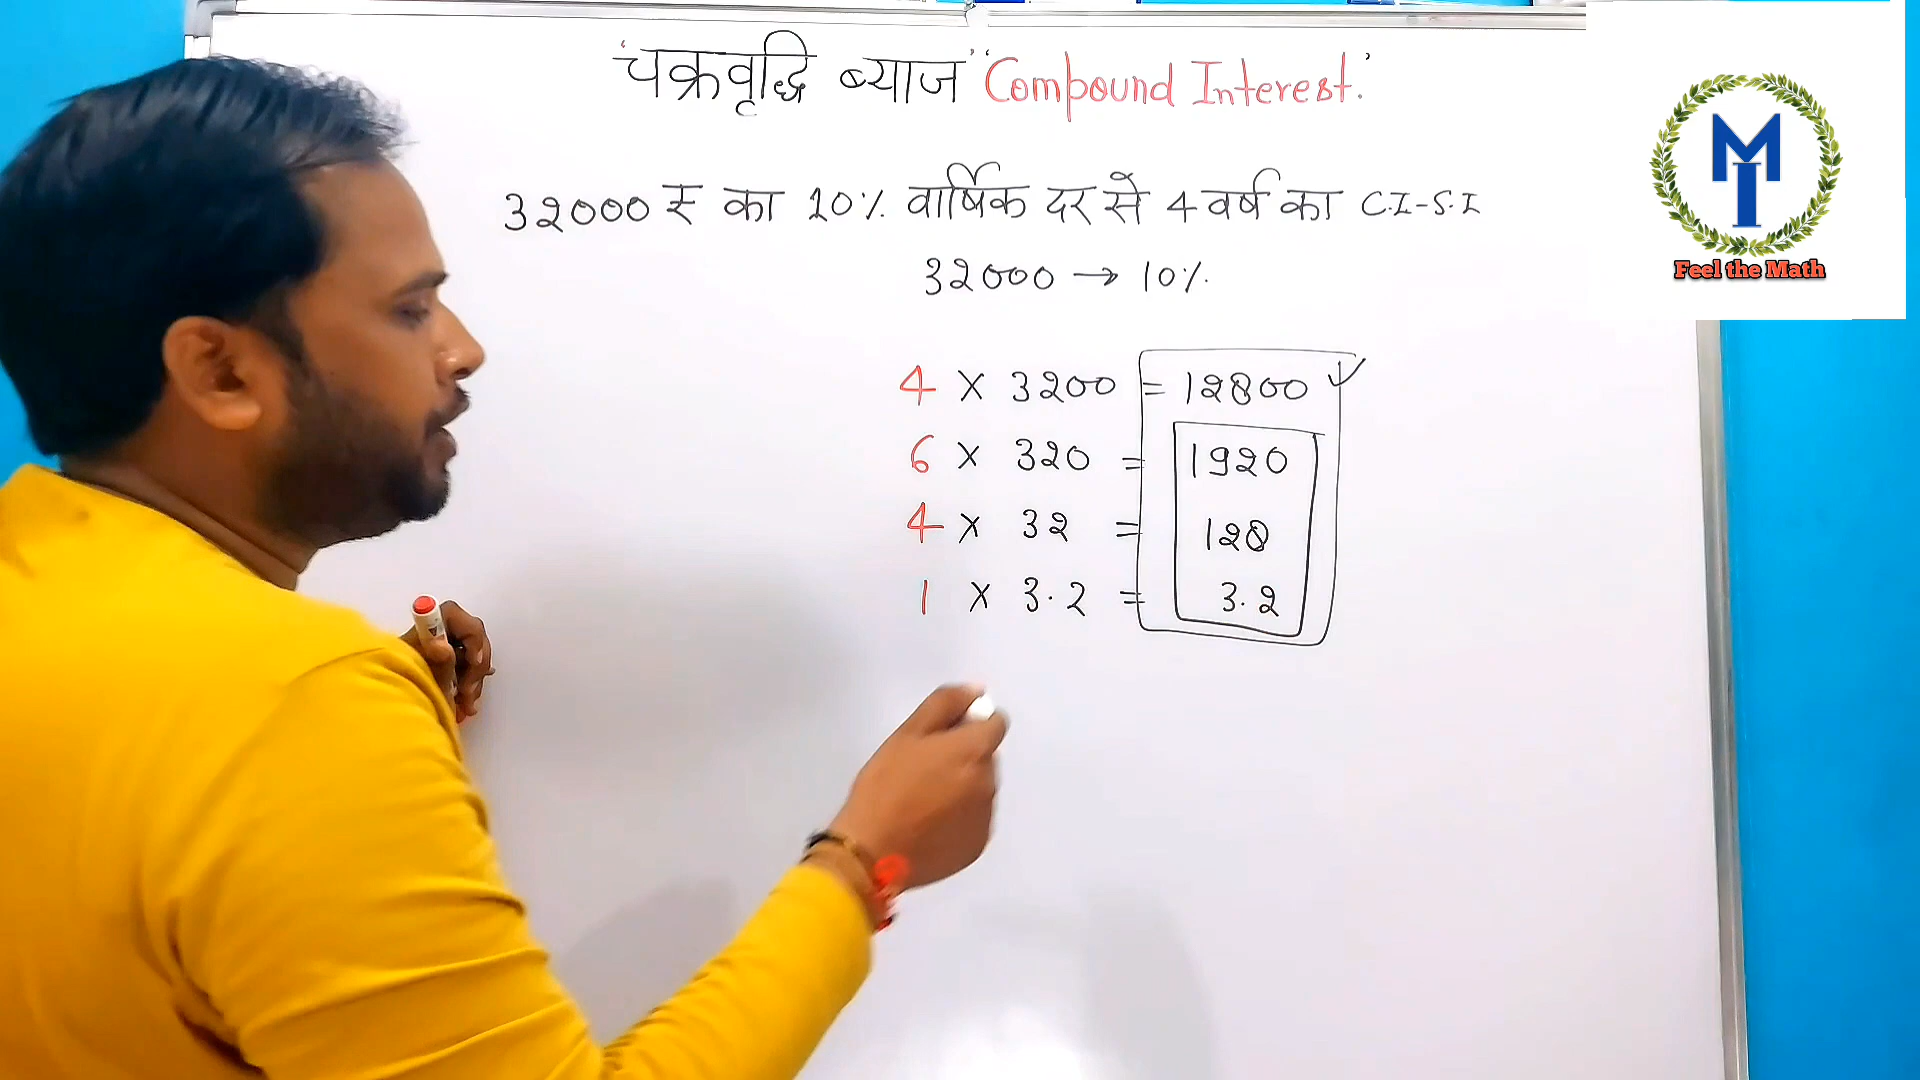 'चक्रवृद्धि ब्याज' 'Compound Interest.'
32000 ₹ का 10% वार्षिक दर से 4 वर्ष का C.I-S.I
32000 → 10%.
4 × 3200 = 12800 ✓
6 × 320 = 1920
4 × 32 = 128
1 × 3.2 = 3.2
MI
Feel the Math